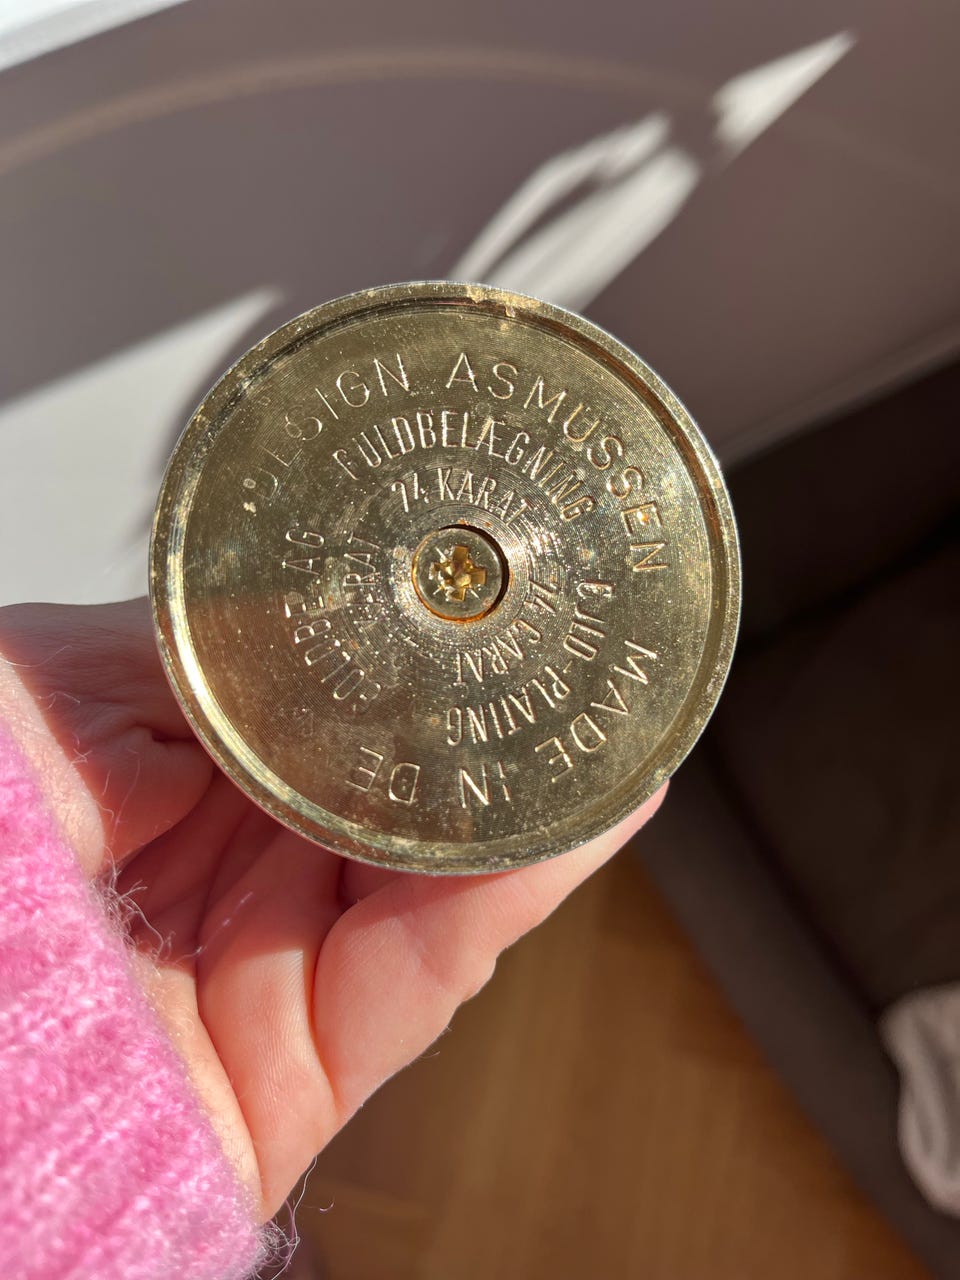 DESIGN ASMUSSEN
MADE IN DE
GULDBELÆGNING
24 KARAT
GOLD-PLATING
24 CARAT
GOLDBELAG
KARAT